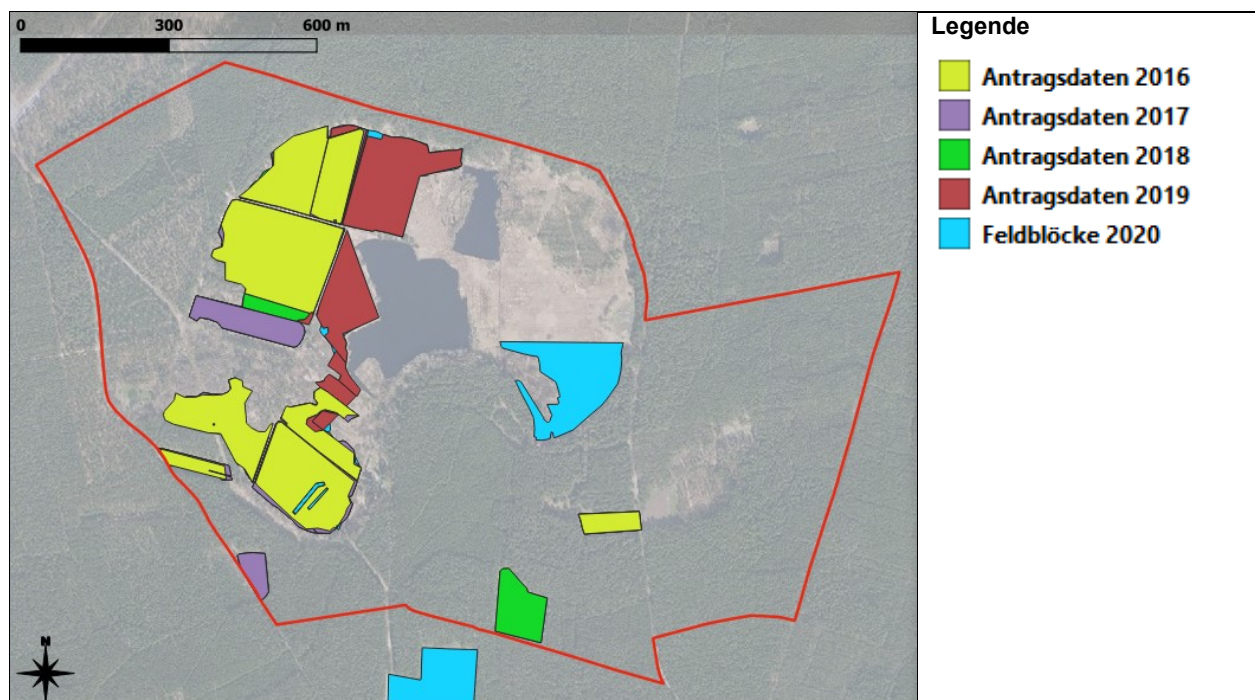 0 300 600 m
Legende
Antragsdaten 2016
Antragsdaten 2017
Antragsdaten 2018
Antragsdaten 2019
Feldblöcke 2020
N